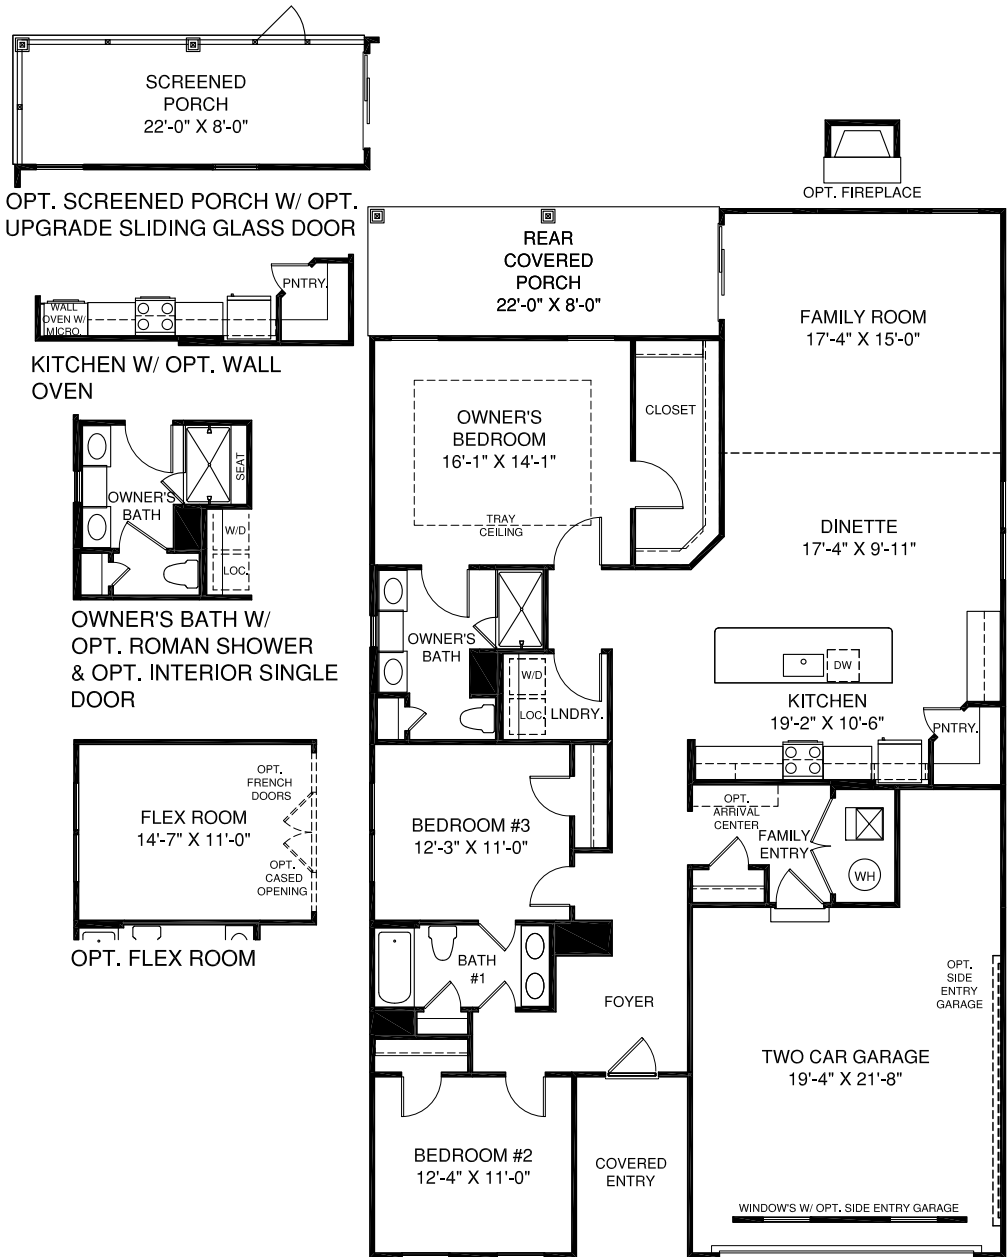 SCREENED
PORCH
22'-0" X 8'-0"
OPT. SCREENED PORCH W/ OPT.
UPGRADE SLIDING GLASS DOOR
PNTRY.
WALL
OVEN W/
MICRO.
KITCHEN W/ OPT. WALL
OVEN
OWNER'S
BATH
SEAT
W/D
LOC.
OWNER'S BATH W/
OPT. ROMAN SHOWER
& OPT. INTERIOR SINGLE
DOOR
OPT.
FRENCH
DOORS
FLEX ROOM
14'-7" X 11'-0"
OPT.
CASED
OPENING
OPT. FLEX ROOM
OPT. FIREPLACE
REAR
COVERED
PORCH
22'-0" X 8'-0"
FAMILY ROOM
17'-4" X 15'-0"
OWNER'S
BEDROOM
16'-1" X 14'-1"
TRAY
CEILING
CLOSET
DINETTE
17'-4" X 9'-11"
OWNER'S
BATH
W/D
LOC.
LNDRY.
DW
KITCHEN
19'-2" X 10'-6"
PNTRY.
BEDROOM #3
12'-3" X 11'-0"
OPT.
ARRIVAL
CENTER
FAMILY
ENTRY
WH
BATH
#1
FOYER
OPT.
SIDE
ENTRY
GARAGE
TWO CAR GARAGE
19'-4" X 21'-8"
BEDROOM #2
12'-4" X 11'-0"
COVERED
ENTRY
WINDOW'S W/ OPT. SIDE ENTRY GARAGE